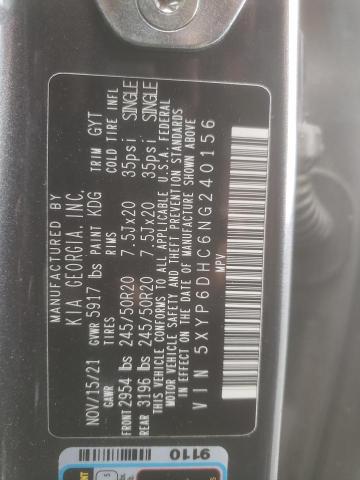 MANUFACTURED BY
KIA GEORGIA, INC.
NOV/15/21 GVWR 5917 lbs PAINT KDG TRIM GYT
GAWR TIRES RIMS COLD TIRE INFL
FRONT 2954 lbs 245/50R20 7.5Jx20 35psi SINGLE
REAR 3196 lbs 245/50R20 7.5Jx20 35psi SINGLE
THIS VEHICLE CONFORMS TO ALL APPLICABLE U.S.A. FEDERAL
MOTOR VEHICLE SAFETY AND THEFT PREVENTION STANDARDS
IN EFFECT ON THE DATE OF MANUFACTURE SHOWN ABOVE
VIN 5XYP6DHC6NG240156
MPV
9110